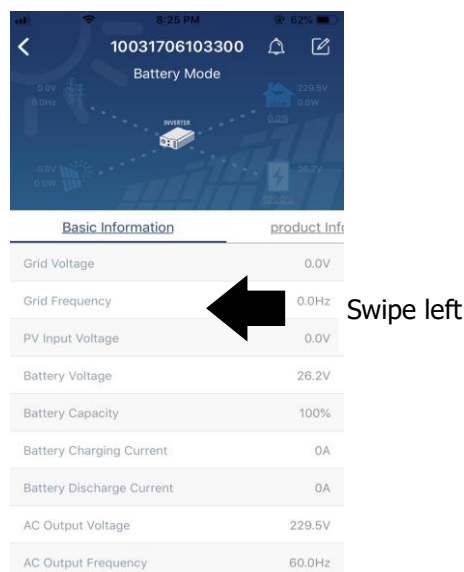 8:25 PM 62%
10031706103300
Battery Mode
0.0V
0.0Hz
229.5V
0.0W
INVERTER
0.0%
0.0V
0.0W
26.2V
100.0%
Basic Information product Info
Grid Voltage 0.0V
Grid Frequency 0.0Hz
Swipe left
PV Input Voltage 0.0V
Battery Voltage 26.2V
Battery Capacity 100%
Battery Charging Current 0A
Battery Discharge Current 0A
AC Output Voltage 229.5V
AC Output Frequency 60.0Hz